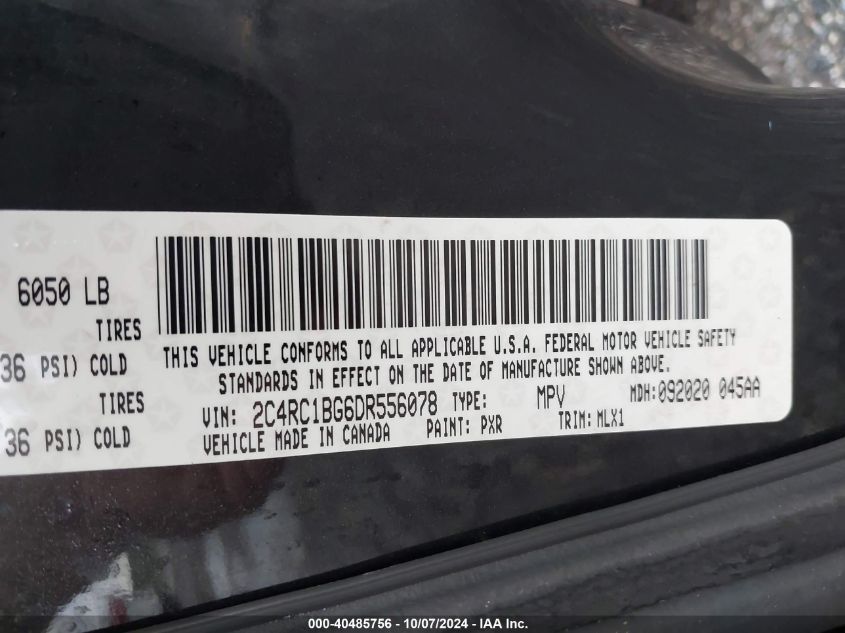 6050 LB
TIRES
36 PSI) COLD
TIRES
36 PSI) COLD
THIS VEHICLE CONFORMS TO ALL APPLICABLE U.S.A. FEDERAL MOTOR VEHICLE SAFETY
STANDARDS IN EFFECT ON THE DATE OF MANUFACTURE SHOWN ABOVE.
VIN: 2C4RC1BG6DR556078 TYPE: MPV MDH:092020 045AA
VEHICLE MADE IN CANADA PAINT: PXR TRIM: MLX1
000-40485756 - 10/07/2024 - IAA Inc.